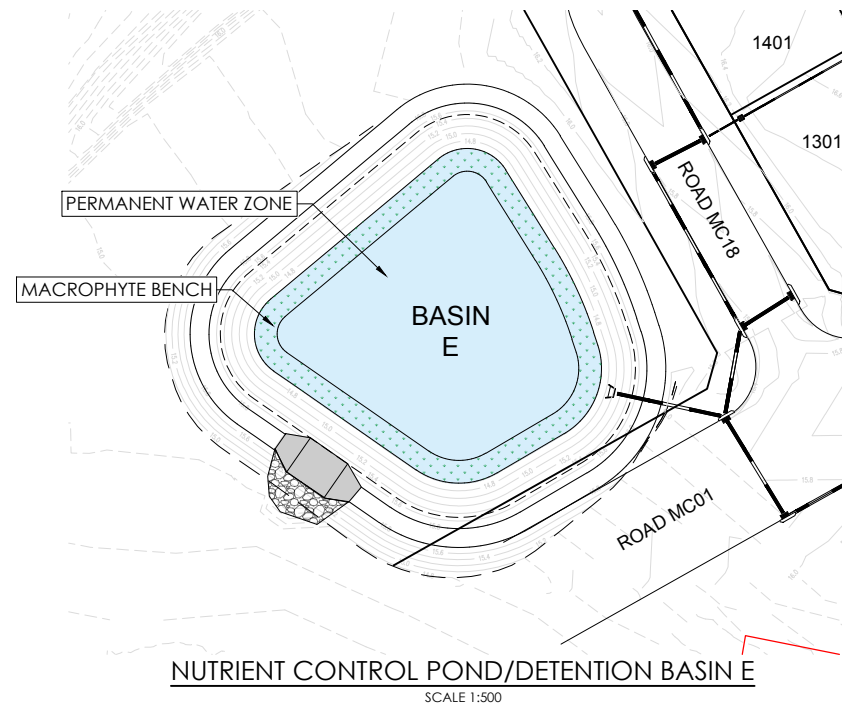 1401
1301
ROAD MC18
PERMANENT WATER ZONE
MACROPHYTE BENCH
BASIN
E
ROAD MC01
NUTRIENT CONTROL POND/DETENTION BASIN E
SCALE 1:500